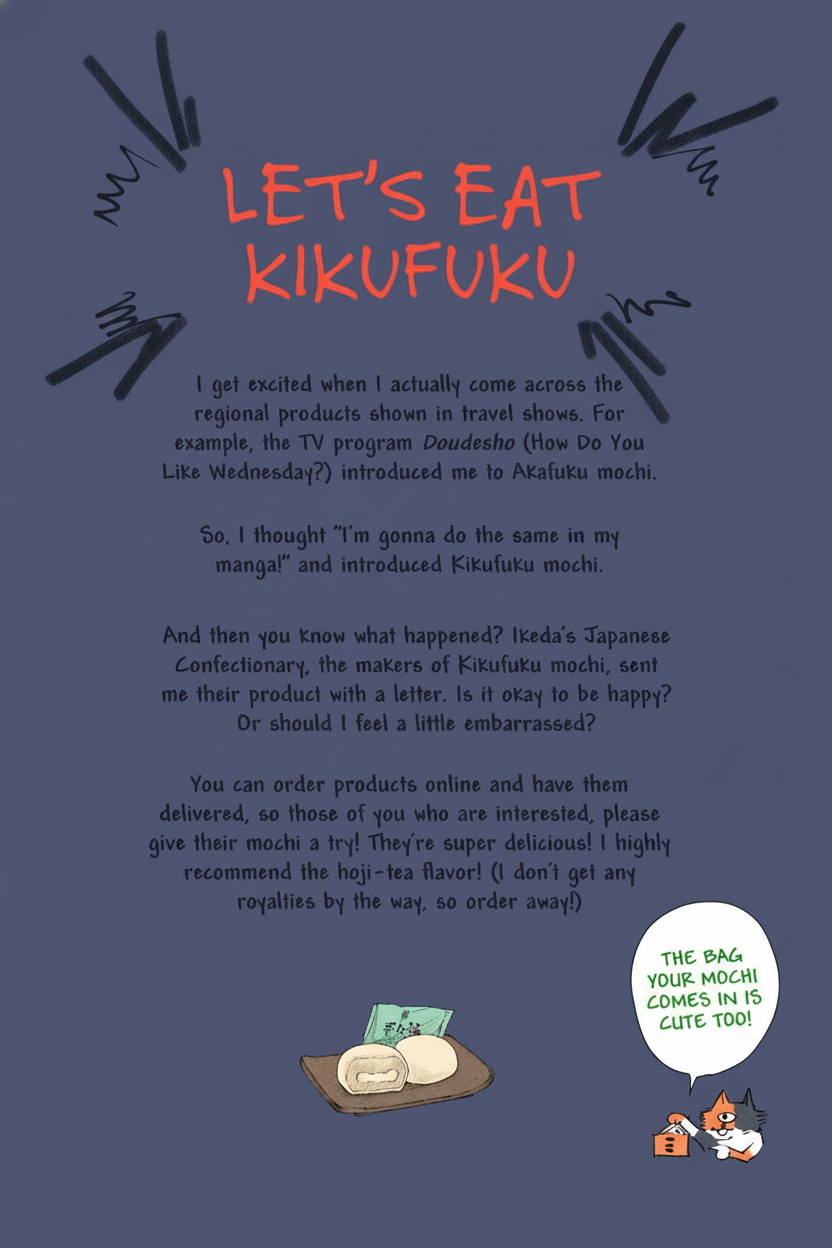 LET'S EAT
KIKUFUKU
I get excited when I actually come across the
regional products shown in travel shows. For
example, the TV program Doudesho (How Do You
Like Wednesday?) introduced me to Akafuku mochi.
So, I thought "I'm gonna do the same in my
manga!" and introduced Kikufuku mochi.
And then you know what happened? Ikeda's Japanese
Confectionary, the makers of Kikufuku mochi, sent
me their product with a letter. Is it okay to be happy?
Or should I feel a little embarrassed?
You can order products online and have them
delivered, so those of you who are interested, please
give their mochi a try! They're super delicious! I highly
recommend the hoji-tea flavor! (I don't get any
royalties by the way, so order away!)
THE BAG
YOUR MOCHI
COMES IN IS
CUTE TOO!